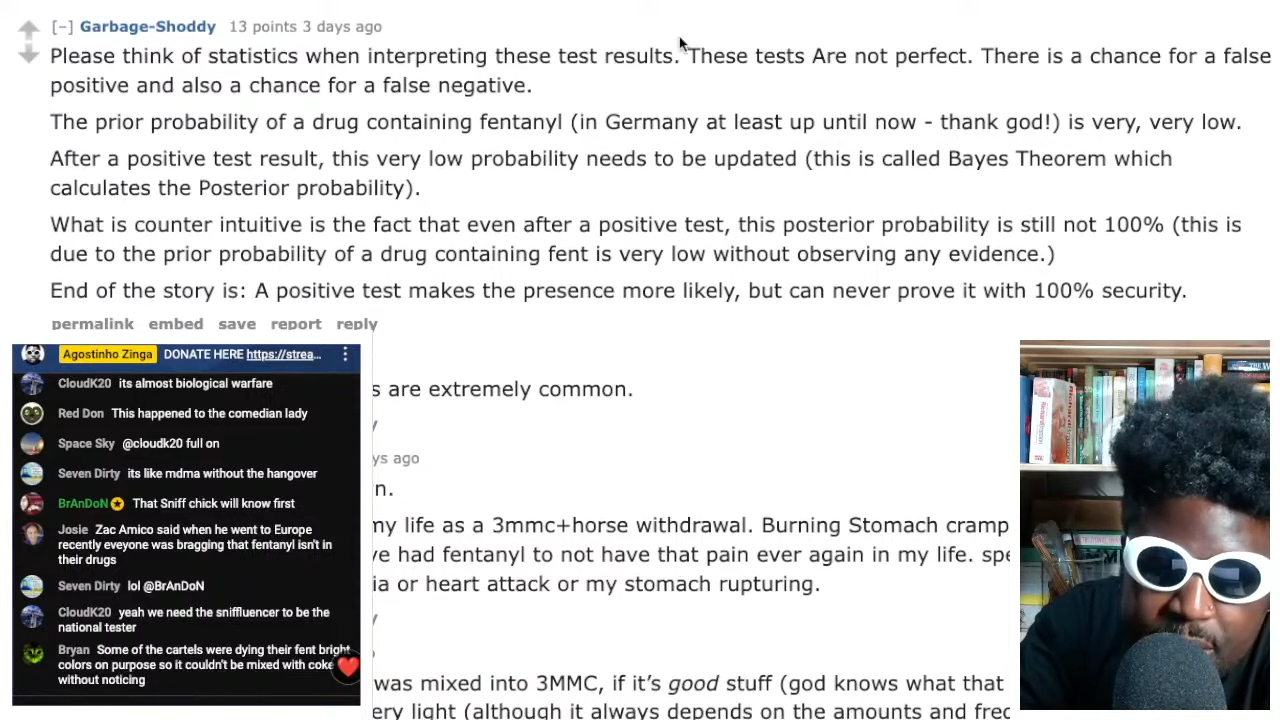 [–] Garbage-Shoddy 13 points 3 days ago
Please think of statistics when interpreting these test results. These tests Are not perfect. There is a chance for a false
positive and also a chance for a false negative.
The prior probability of a drug containing fentanyl (in Germany at least up until now - thank god!) is very, very low.
After a positive test result, this very low probability needs to be updated (this is called Bayes Theorem which
calculates the Posterior probability).
What is counter intuitive is the fact that even after a positive test, this posterior probability is still not 100% (this is
due to the prior probability of a drug containing fent is very low without observing any evidence.)
End of the story is: A positive test makes the presence more likely, but can never prove it with 100% security.
permalink embed save report reply
s are extremely common.
ys ago
n.
my life as a 3mmc+horse withdrawal. Burning Stomach cramp
ve had fentanyl to not have that pain ever again in my life. spe
ia or heart attack or my stomach rupturing.
was mixed into 3MMC, if it's good stuff (god knows what that
ery light (although it always depends on the amounts and freq
Agostinho Zinga DONATE HERE https://strea...
CloudK20 its almost biological warfare
Red Don This happened to the comedian lady
Space Sky @cloudk20 full on
Seven Dirty its like mdma without the hangover
BrAnDoN That Sniff chick will know first
Josie Zac Amico said when he went to Europe
recently eveyone was bragging that fentanyl isn't in
their drugs
Seven Dirty lol @BrAnDoN
CloudK20 yeah we need the sniffluencer to be the
national tester
Bryan Some of the cartels were dying their fent bright
colors on purpose so it couldn't be mixed with coke
without noticing